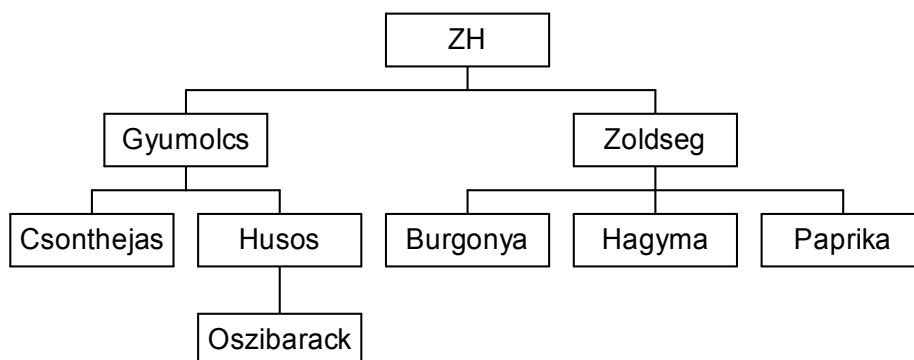 ZH
Gyumolcs
Zoldseg
Csonthejas
Husos
Burgonya
Hagyma
Paprika
Oszibarack